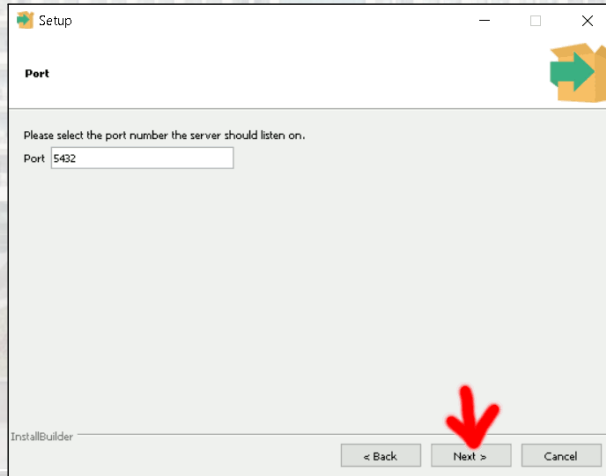 Setup
Port
Please select the port number the server should listen on.
Port 5432
InstallBuilder
< Back Next > Cancel